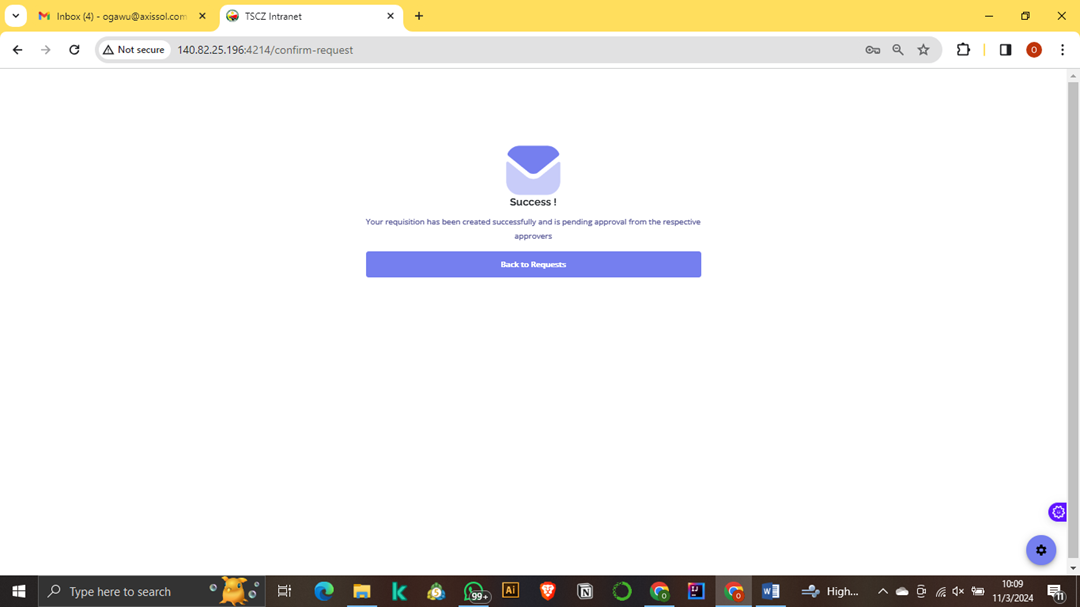 Inbox (4) - ogawu@axissol.com
TSCZ Intranet
Not secure
140.82.25.196:4214/confirm-request
O
Success !
Your requisition has been created successfully and is pending approval from the respective
approvers
Back to Requests
Type here to search
99+
Ai
High...
10:09
11/3/2024
11